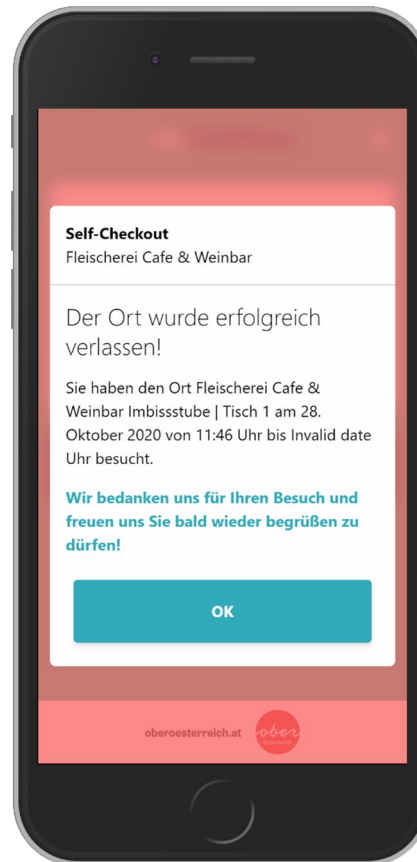 Self-Checkout
Fleischerei Cafe & Weinbar
Der Ort wurde erfolgreich
verlassen!
Sie haben den Ort Fleischerei Cafe &
Weinbar Imbissstube | Tisch 1 am 28.
Oktober 2020 von 11:46 Uhr bis Invalid date
Uhr besucht.
Wir bedanken uns für Ihren Besuch und
freuen uns Sie bald wieder begrüßen zu
dürfen!
OK
oberoesterreich.at
ober